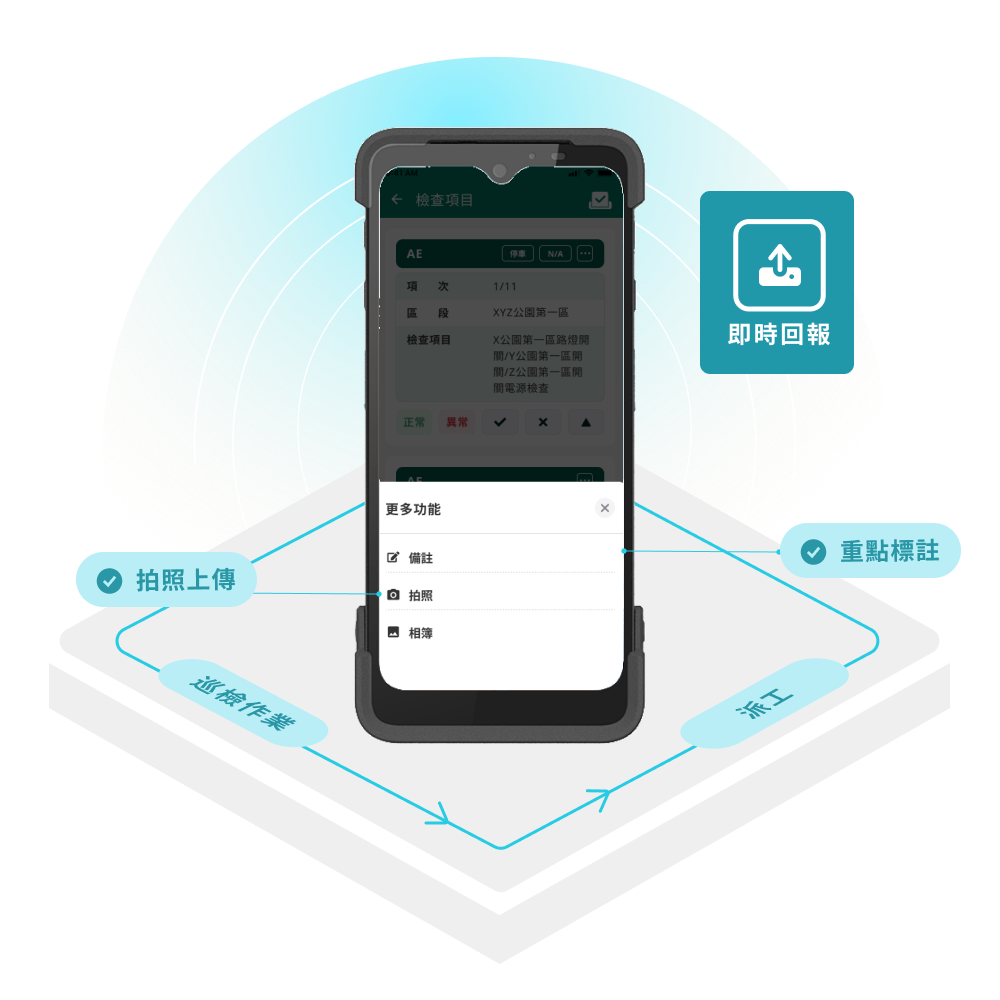 檢查項目
AE
停車
N/A
項 次
1/11
區 段
XYZ公園第一區
檢查項目
X公園第一區路燈開
關/Y公園第一區開
關/Z公園第一區開
關電源檢查
正常
異常
AE
更多功能
備註
拍照
相簿
即時回報
重點標註
拍照上傳
巡檢作業
派工